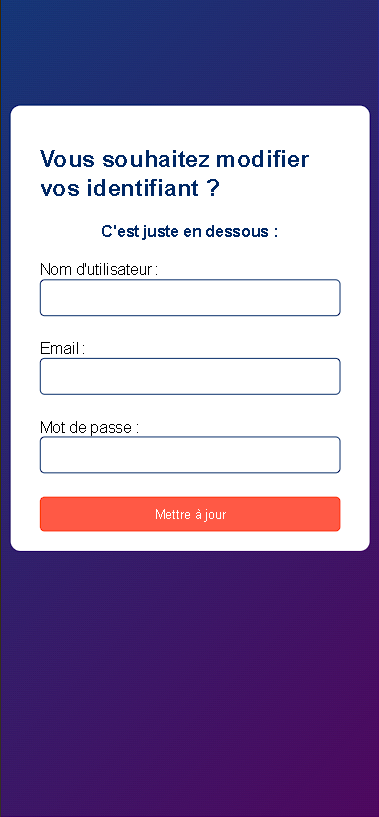 Vous souhaitez modifier
vos identifiant ?
C'est juste en dessous :
Nom d'utilisateur :
Email :
Mot de passe :
Mettre à jour